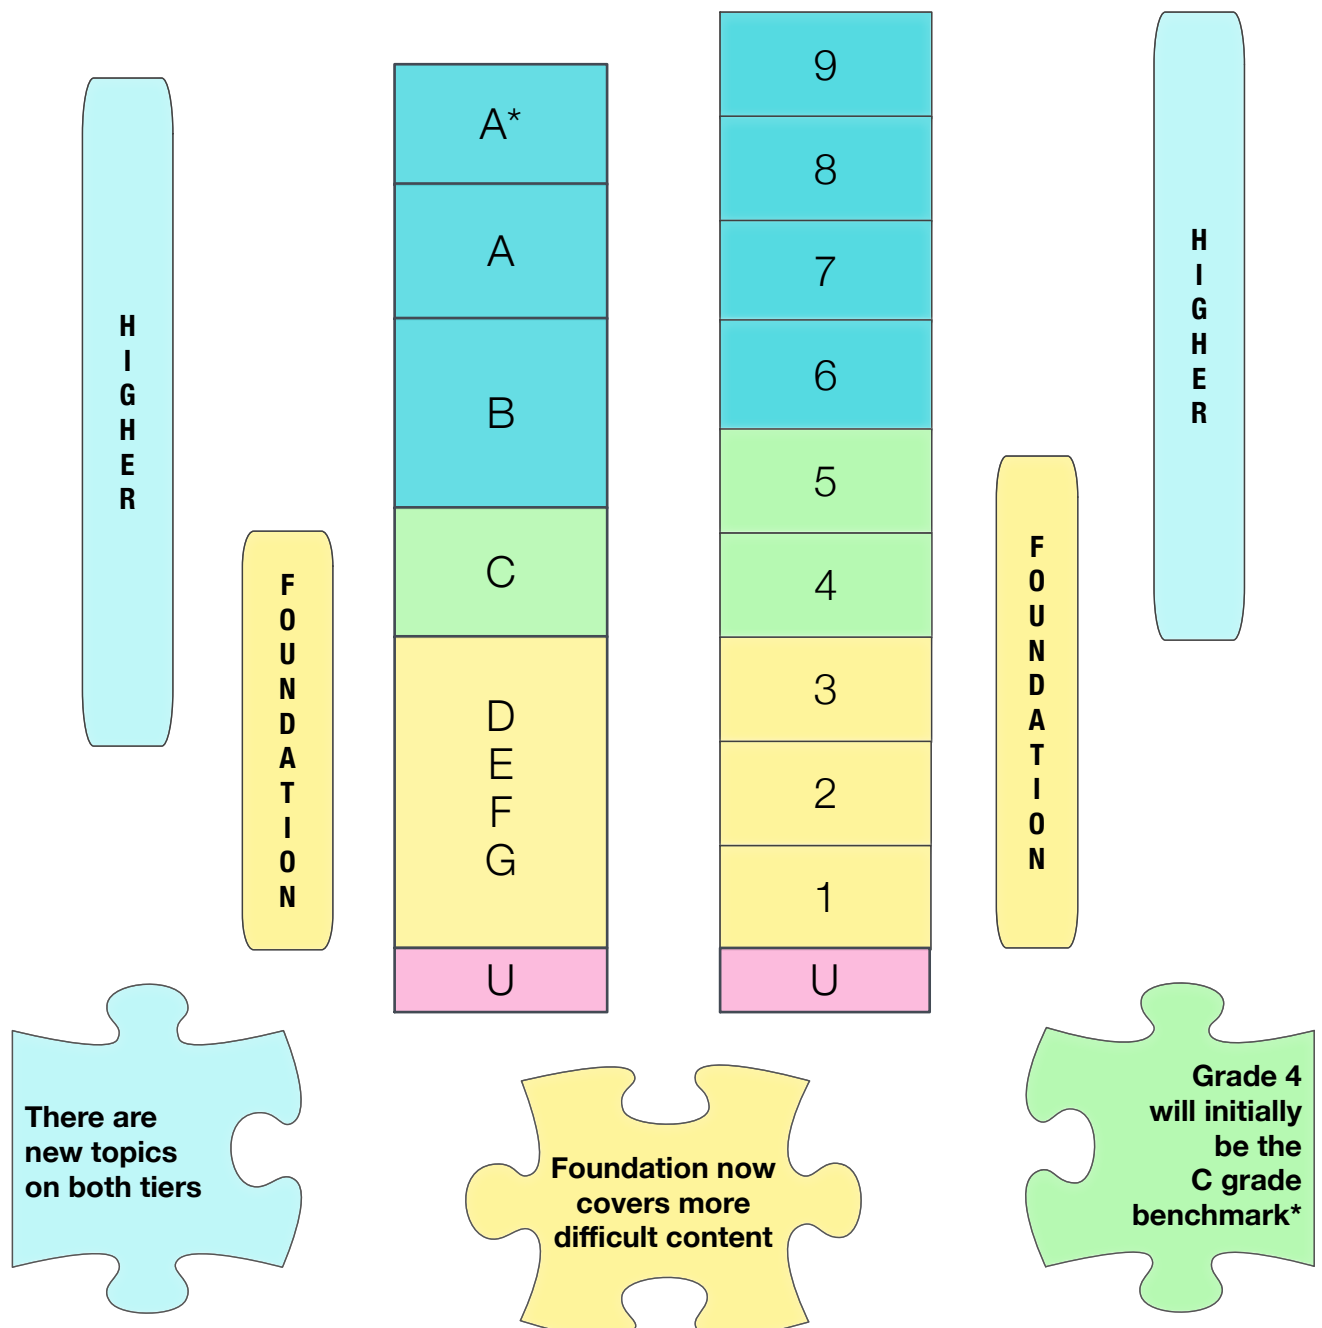 HIGHER
FOUNDATION
A*
A
B
C
D
E
F
G
U
9
8
7
6
5
4
3
2
1
U
FOUNDATION
HIGHER
There are
new topics
on both tiers
Foundation now
covers more
difficult content
Grade 4
will initially
be the
C grade
benchmark*